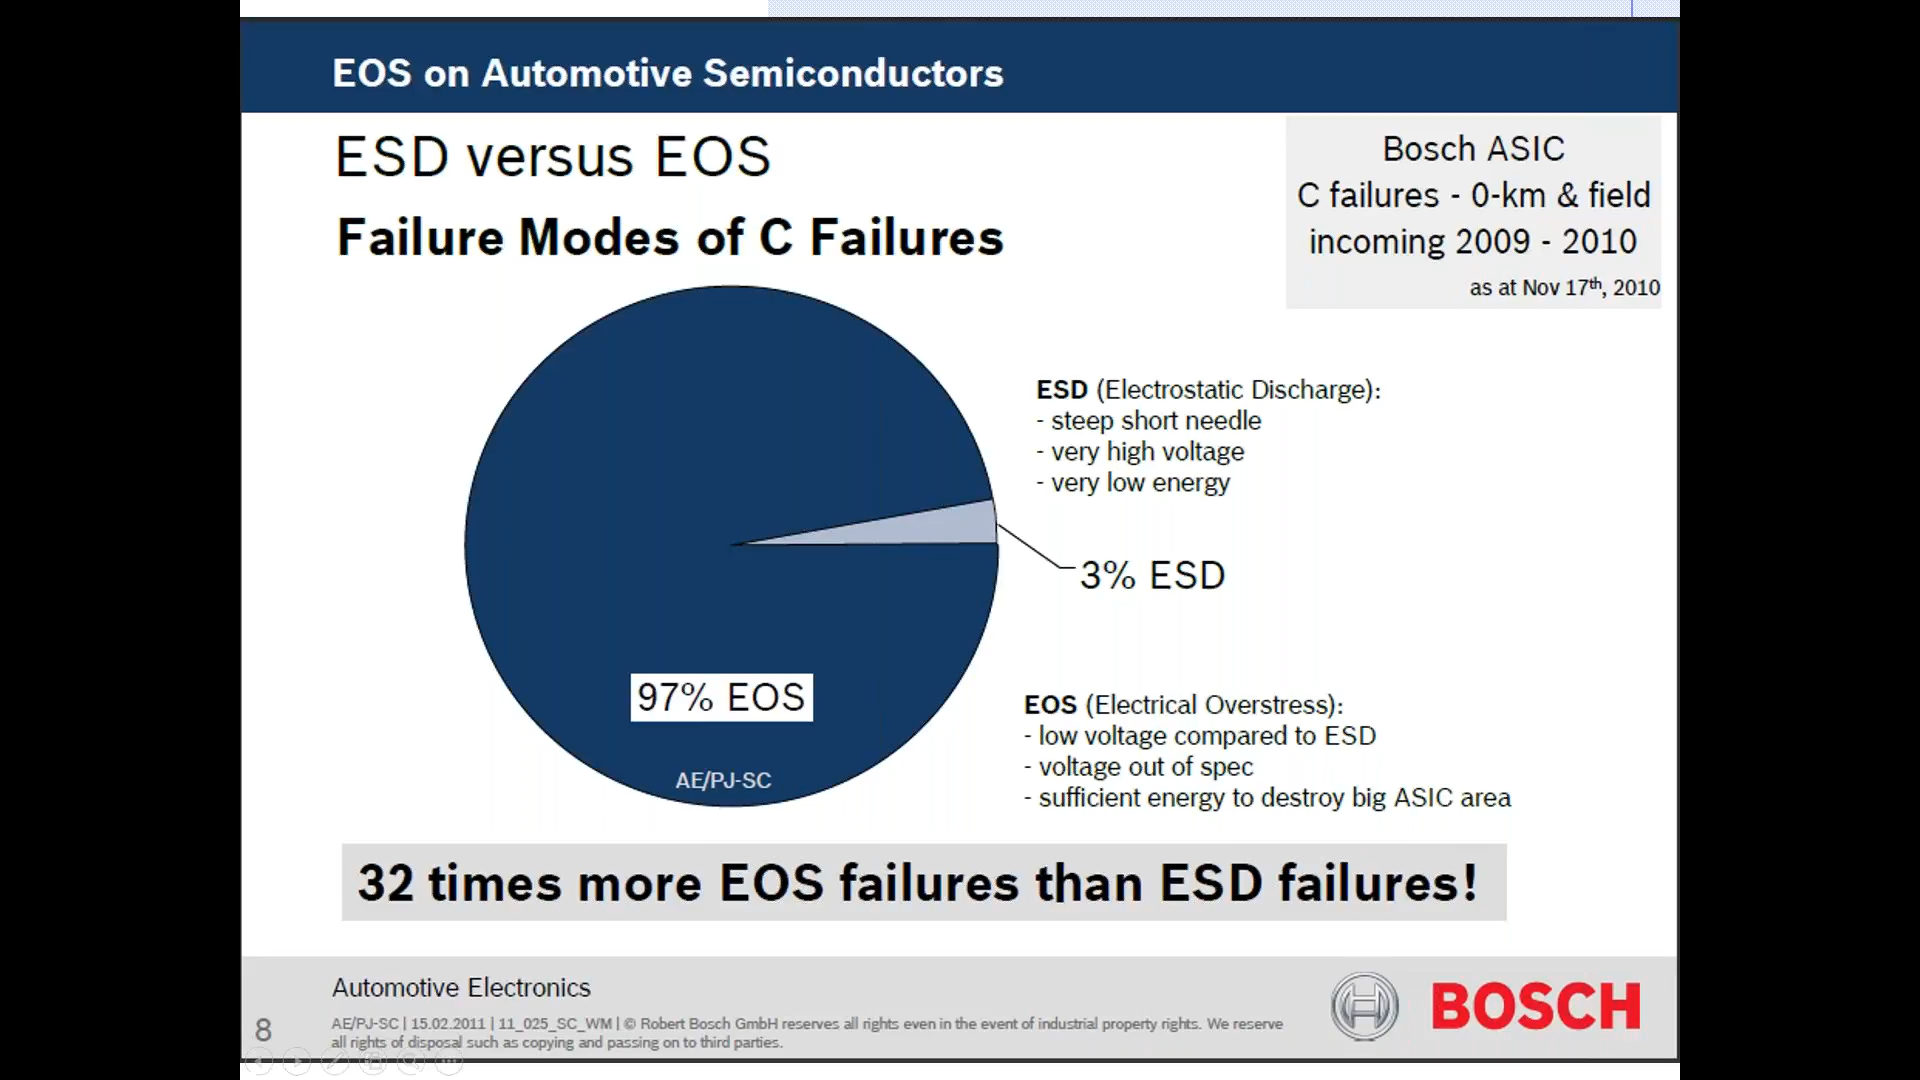 EOS on Automotive Semiconductors
ESD versus EOS
Failure Modes of C Failures
Bosch ASIC
C failures - 0-km & field
incoming 2009 - 2010
as at Nov 17th, 2010
ESD (Electrostatic Discharge):
- steep short needle
- very high voltage
- very low energy
3% ESD
97% EOS
AE/PJ-SC
EOS (Electrical Overstress):
- low voltage compared to ESD
- voltage out of spec
- sufficient energy to destroy big ASIC area
32 times more EOS failures than ESD failures!
Automotive Electronics
8
AE/PJ-SC | 15.02.2011 | 11_025_SC_WM | © Robert Bosch GmbH reserves all rights even in the event of industrial property rights. We reserve
all rights of disposal such as copying and passing on to third parties.
BOSCH